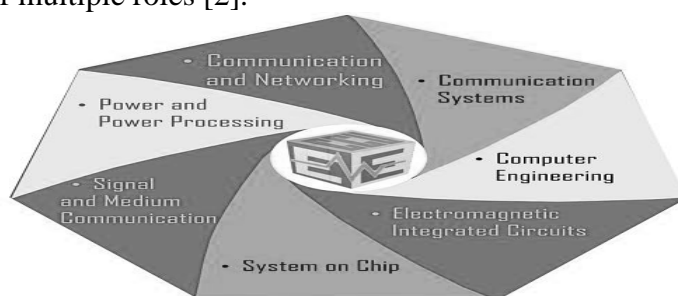 multiple roles [2].
• Communication
and Networking
• Communication
Systems
• Power and
Power Processing
• Computer
Engineering
• Signal
and Medium
Communication
• Electromagnetic
Integrated Circuits
• System on Chip